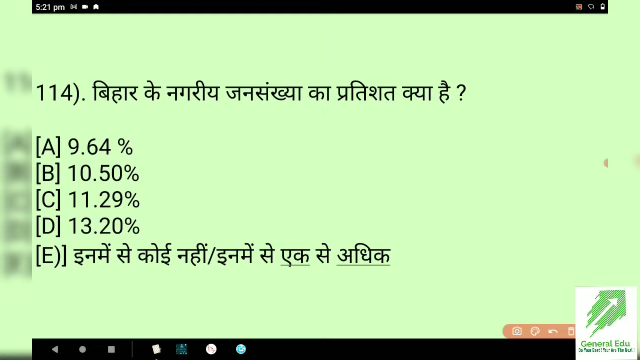 5:21 pm
114). बिहार के नगरीय जनसंख्या का प्रतिशत क्या है ?
[A] 9.64 %
[B] 10.50%
[C] 11.29%
[D] 13.20%
[E)] इनमें से कोई नहीं/इनमें से एक से अधिक
General Edu